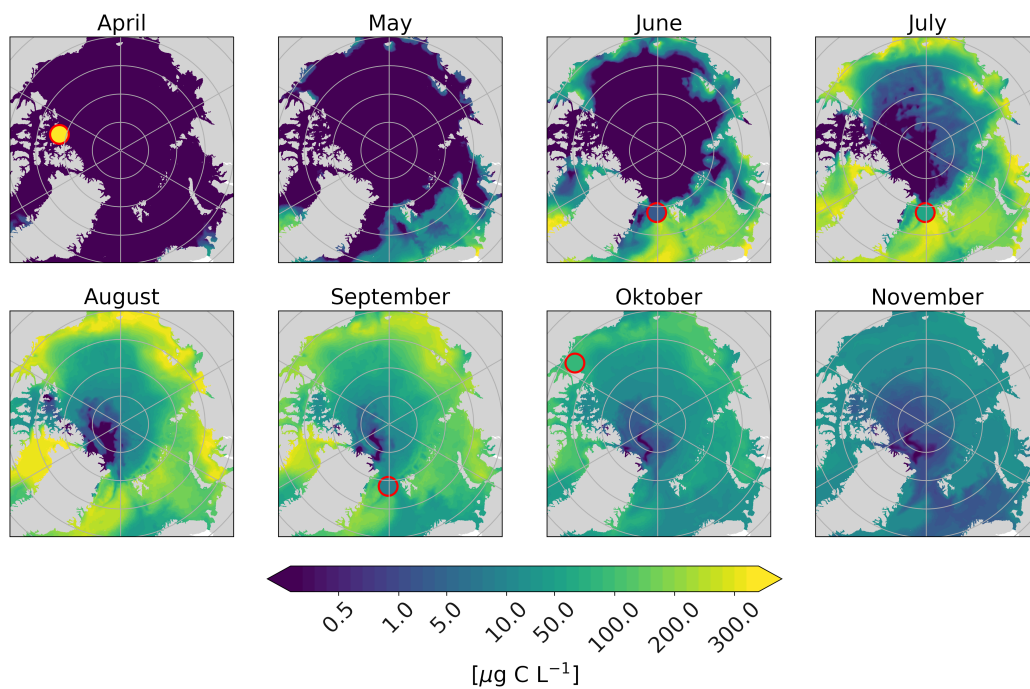 April May June July
August September Oktober November
0.5 1.0 5.0 10.0 50.0 100.0 200.0 300.0
[μg C L⁻¹]